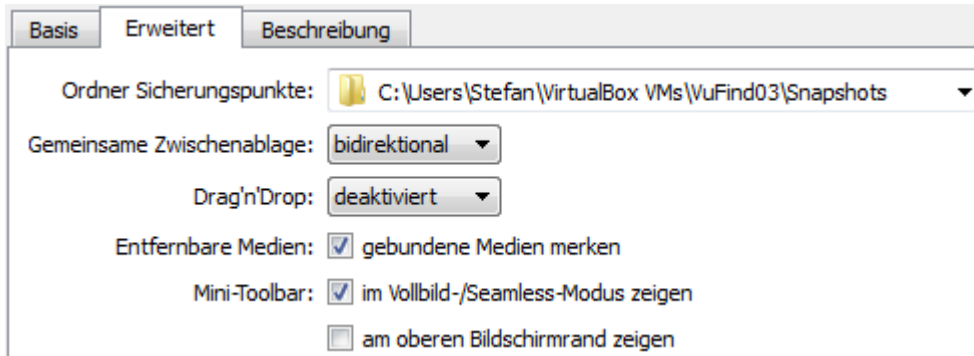 Basis Erweitert Beschreibung
Ordner Sicherungspunkte: C:\Users\Stefan\VirtualBox VMs\VuFind03\Snapshots
Gemeinsame Zwischenablage: bidirektional
Drag'n'Drop: deaktiviert
Entfernbare Medien: gebundene Medien merken
Mini-Toolbar: im Vollbild-/Seamless-Modus zeigen
am oberen Bildschirmrand zeigen